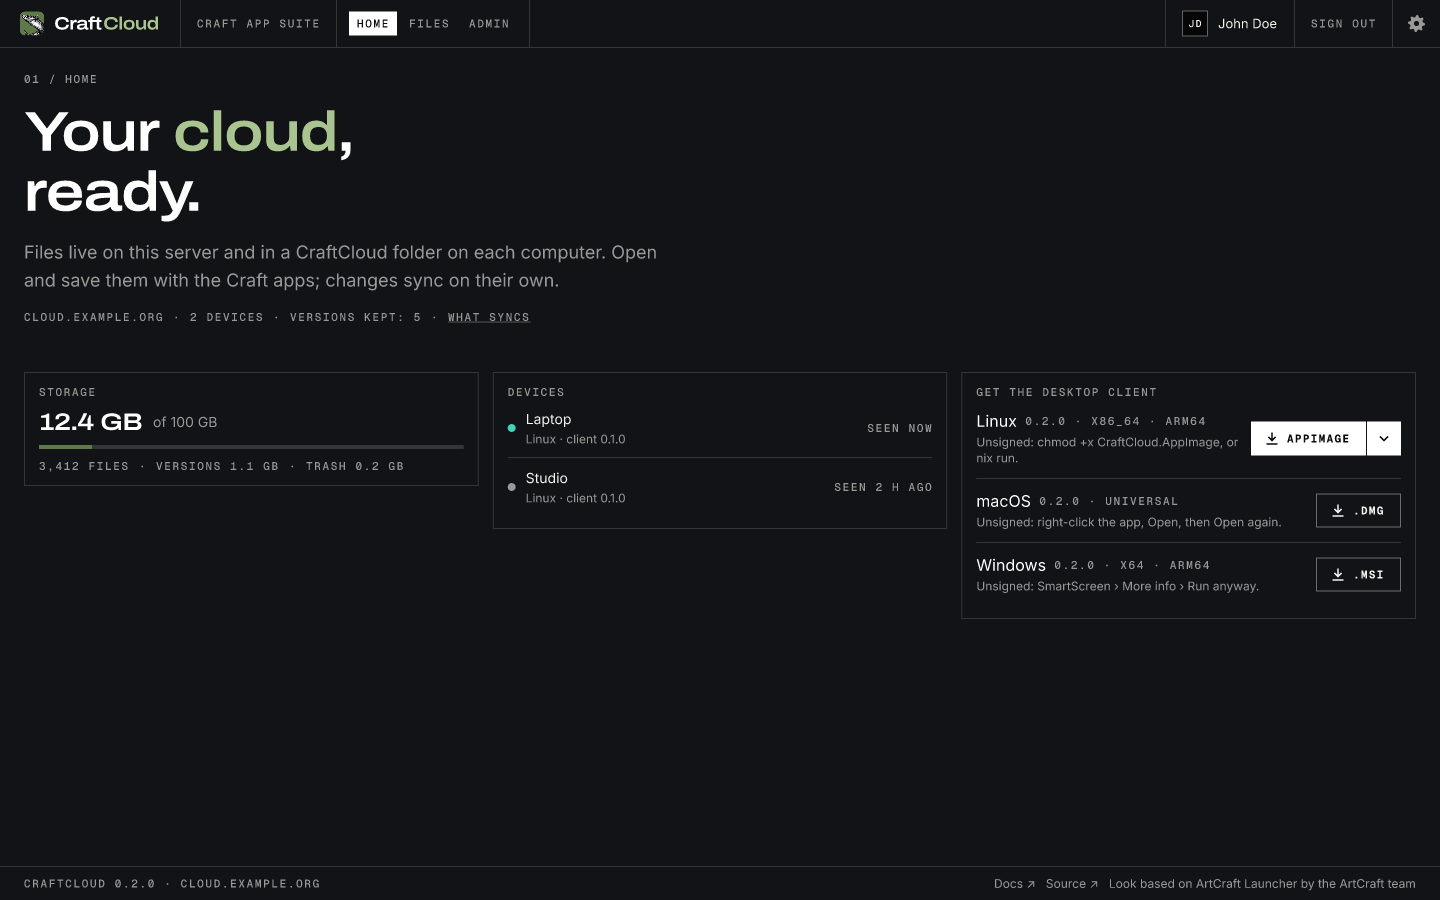 CraftCloud
CRAFT APP SUITE
HOME FILES ADMIN
JD John Doe
SIGN OUT
01 / HOME
Your cloud,
ready.
Files live on this server and in a CraftCloud folder on each computer. Open
and save them with the Craft apps; changes sync on their own.
CLOUD.EXAMPLE.ORG · 2 DEVICES · VERSIONS KEPT: 5 · WHAT SYNCS
STORAGE
12.4 GB of 100 GB
3,412 FILES · VERSIONS 1.1 GB · TRASH 0.2 GB
DEVICES
Laptop
Linux · client 0.1.0
SEEN NOW
Studio
Linux · client 0.1.0
SEEN 2 H AGO
GET THE DESKTOP CLIENT
Linux 0.2.0 · X86_64 · ARM64
Unsigned: chmod +x CraftCloud.AppImage, or
nix run.
APPIMAGE
macOS 0.2.0 · UNIVERSAL
Unsigned: right-click the app, Open, then Open again.
.DMG
Windows 0.2.0 · X64 · ARM64
Unsigned: SmartScreen › More info › Run anyway.
.MSI
CRAFTCLOUD 0.2.0 · CLOUD.EXAMPLE.ORG
Docs ↗ Source ↗ Look based on ArtCraft Launcher by the ArtCraft team